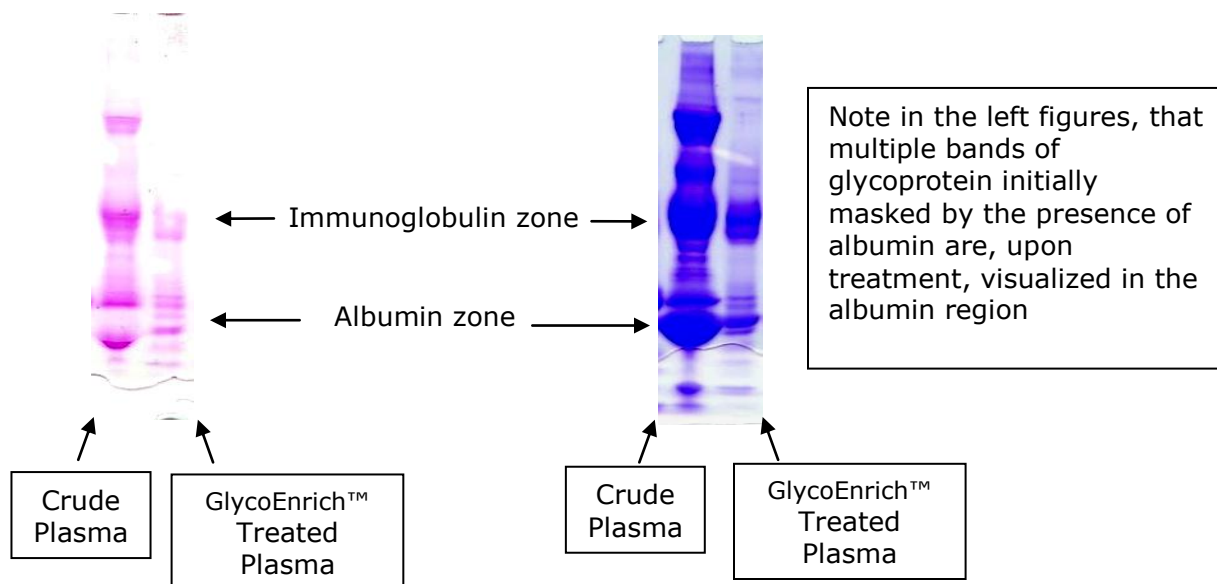 Immunoglobulin zone
Albumin zone
Crude
Plasma
GlycoEnrich™
Treated
Plasma
Crude
Plasma
GlycoEnrich™
Treated
Plasma
Note in the left figures, that
multiple bands of
glycoprotein initially
masked by the presence of
albumin are, upon
treatment, visualized in the
albumin region